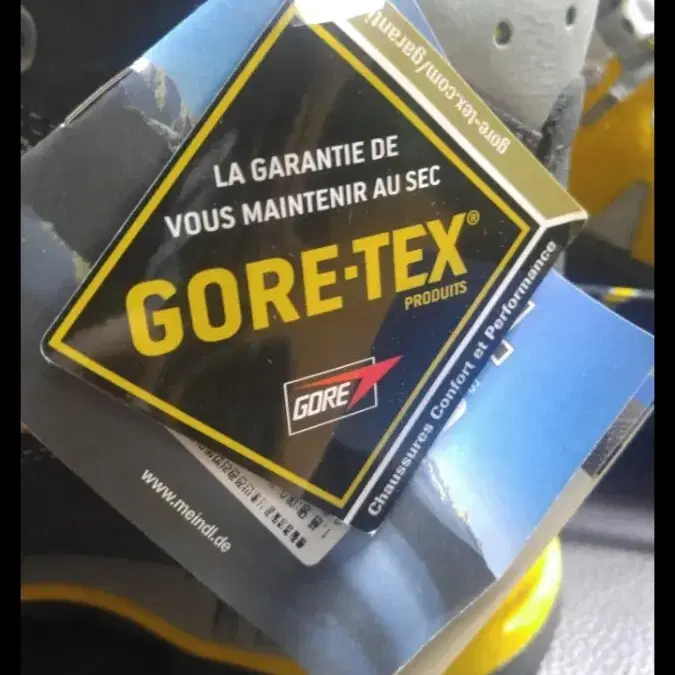 gore-tex.com/garanti
LA GARANTIE DE
VOUS MAINTENIR AU SEC
GORE-TEX®
PRODUITS
GORE
Chaussures Confort et Performance
www.meindl.de